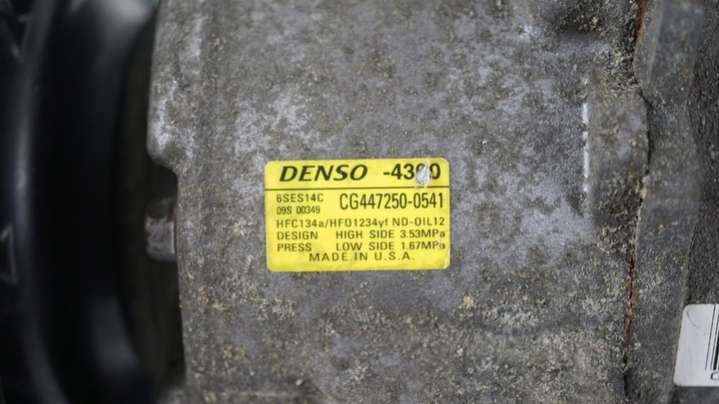 DENSO -4300
6SES14C CG447250-0541
09S 00349
HFC134a/HFO1234yf ND-OIL12
DESIGN HIGH SIDE 3.53MPa
PRESS LOW SIDE 1.67MPa
MADE IN U.S.A.